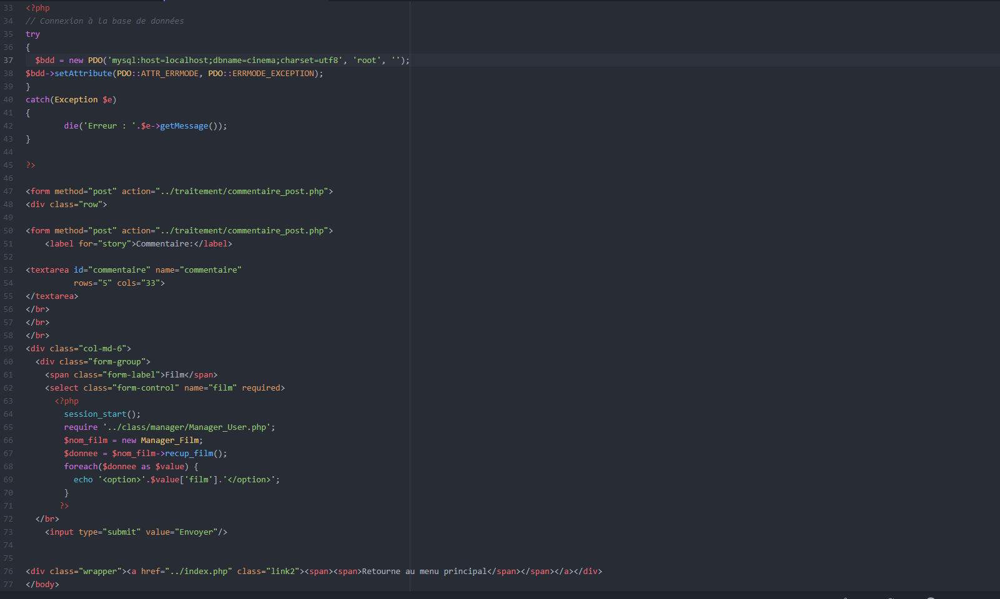 33 <?php
34 // Connexion à la base de données
35 try
36 {
37   $bdd = new PDO('mysql:host=localhost;dbname=cinema;charset=utf8', 'root', '');
38 $bdd->setAttribute(PDO::ATTR_ERRMODE, PDO::ERRMODE_EXCEPTION);
39 }
40 catch(Exception $e)
41 {
42         die('Erreur : '.$e->getMessage());
43 }
44
45 ?>
46
47 <form method="post" action="../traitement/commentaire_post.php">
48 <div class="row">
49
50 <form method="post" action="../traitement/commentaire_post.php">
51     <label for="story">Commentaire:</label>
52
53 <textarea id="commentaire" name="commentaire"
54           rows="5" cols="33">
55 </textarea>
56 </br>
57 </br>
58 </br>
59 <div class="col-md-6">
60   <div class="form-group">
61     <span class="form-label">Film</span>
62     <select class="form-control" name="film" required>
63       <?php
64         session_start();
65         require '../class/manager/Manager_User.php';
66         $nom_film = new Manager_Film;
67         $donnee = $nom_film->recup_film();
68         foreach($donnee as $value) {
69           echo '<option>'.$value['film'].'</option>';
70         }
71        ?>
72   </br>
73     <input type="submit" value="Envoyer"/>
74
75
76 <div class="wrapper"><a href="../index.php" class="link2"><span><span>Retourne au menu principal</span></span></a></div>
77 </body>